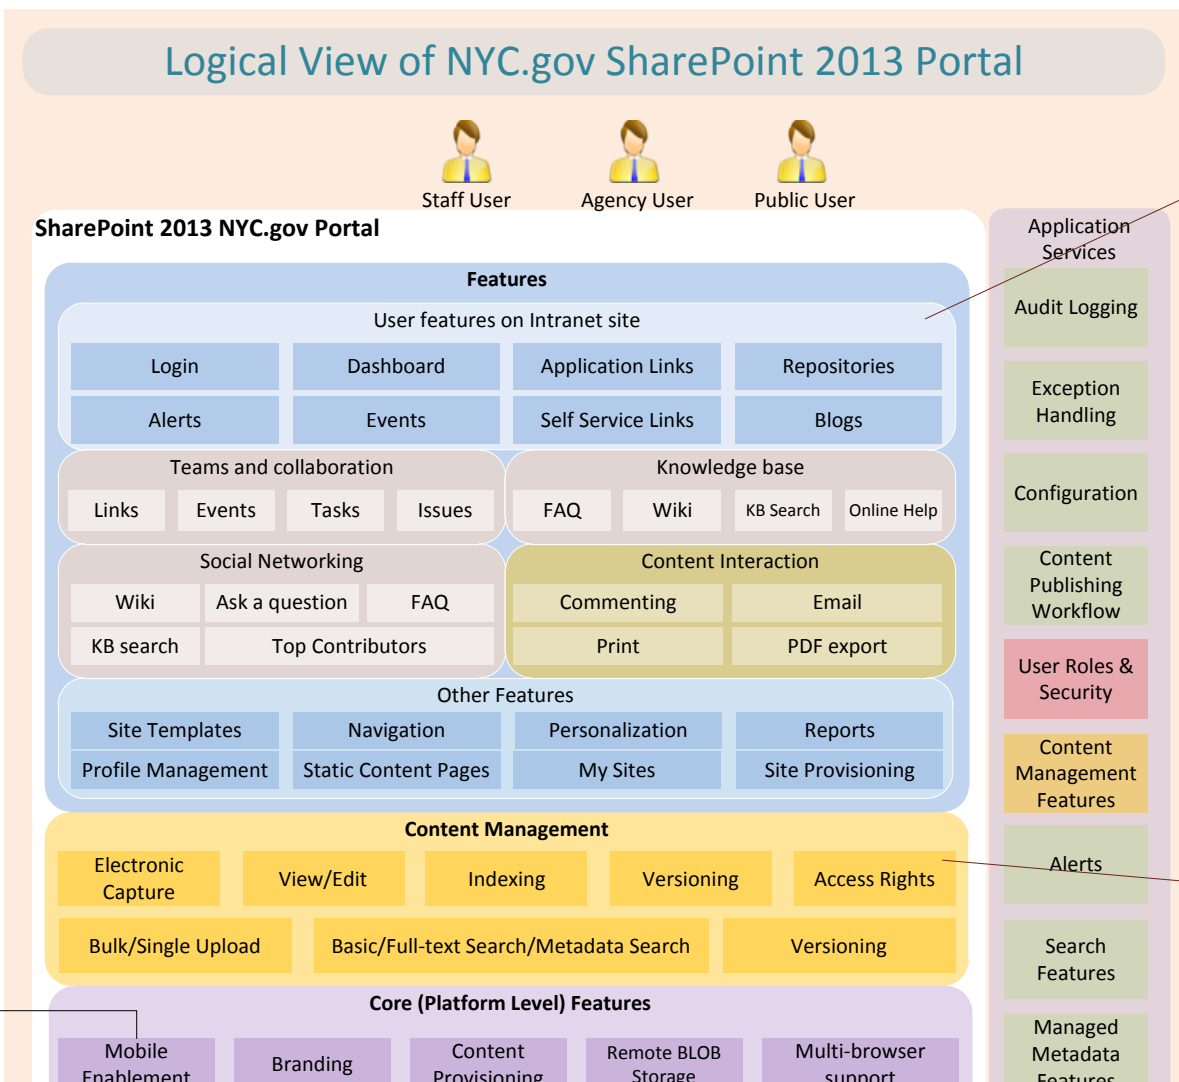 Logical View of NYC.gov SharePoint 2013 Portal
Staff User
Agency User
Public User
SharePoint 2013 NYC.gov Portal
Features
User features on Intranet site
Login
Dashboard
Application Links
Repositories
Alerts
Events
Self Service Links
Blogs
Teams and collaboration
Links
Events
Tasks
Issues
Knowledge base
FAQ
Wiki
KB Search
Online Help
Social Networking
Wiki
Ask a question
FAQ
KB search
Top Contributors
Content Interaction
Commenting
Email
Print
PDF export
Other Features
Site Templates
Navigation
Personalization
Reports
Profile Management
Static Content Pages
My Sites
Site Provisioning
Content Management
Electronic
Capture
View/Edit
Indexing
Versioning
Access Rights
Bulk/Single Upload
Basic/Full-text Search/Metadata Search
Versioning
Core (Platform Level) Features
Mobile
Enablement
Branding
Content
Provisioning
Remote BLOB
Storage
Multi-browser
support
Application
Services
Audit Logging
Exception
Handling
Configuration
Content
Publishing
Workflow
User Roles &
Security
Content
Management
Features
Alerts
Search
Features
Managed
Metadata
Features